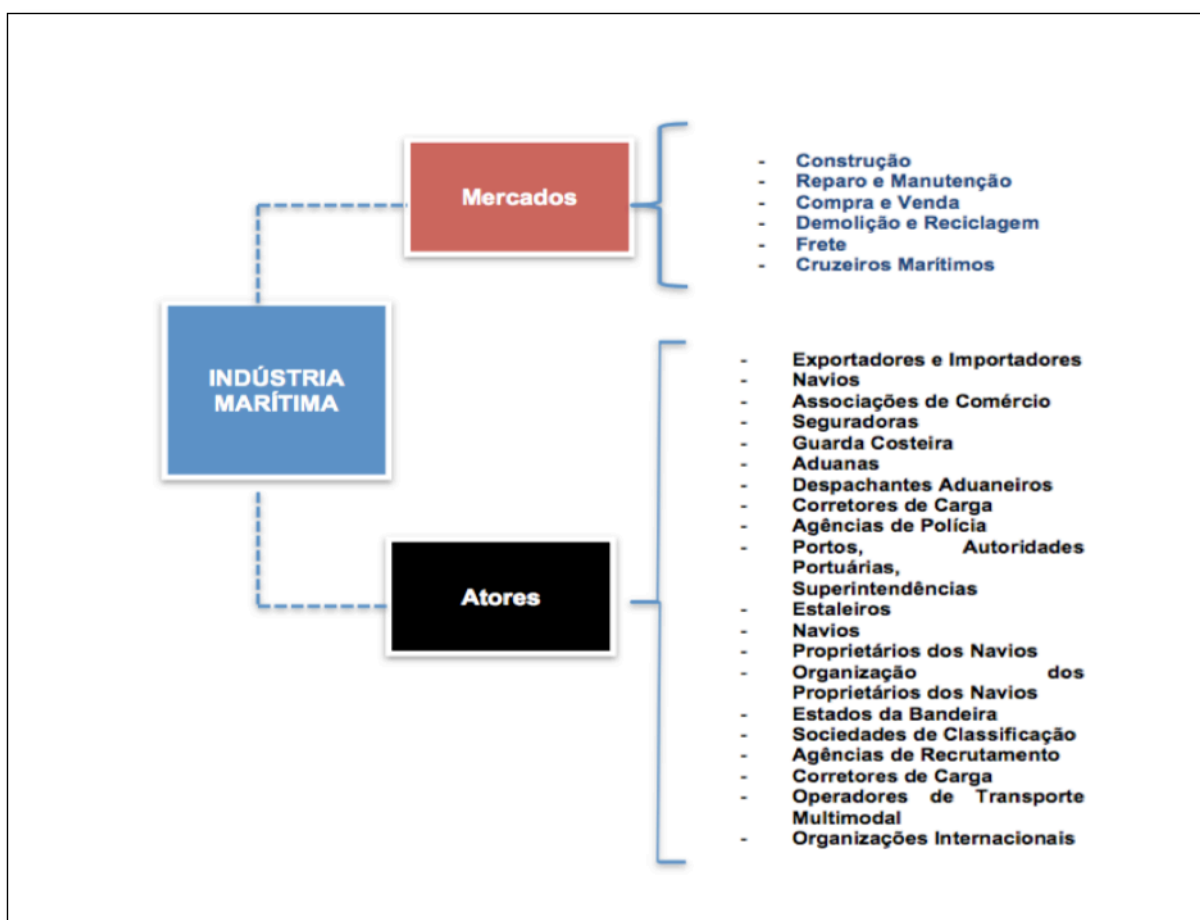 Mercados
- Construção
- Reparo e Manutenção
- Compra e Venda
- Demolição e Reciclagem
- Frete
- Cruzeiros Marítimos
INDÚSTRIA
MARÍTIMA
Atores
- Exportadores e Importadores
- Navios
- Associações de Comércio
- Seguradoras
- Guarda Costeira
- Aduanas
- Despachantes Aduaneiros
- Corretores de Carga
- Agências de Polícia
- Portos, Autoridades
Portuárias,
Superintendências
- Estaleiros
- Navios
- Proprietários dos Navios
- Organização dos
Proprietários dos Navios
- Estados da Bandeira
- Sociedades de Classificação
- Agências de Recrutamento
- Corretores de Carga
- Operadores de Transporte
Multimodal
- Organizações Internacionais